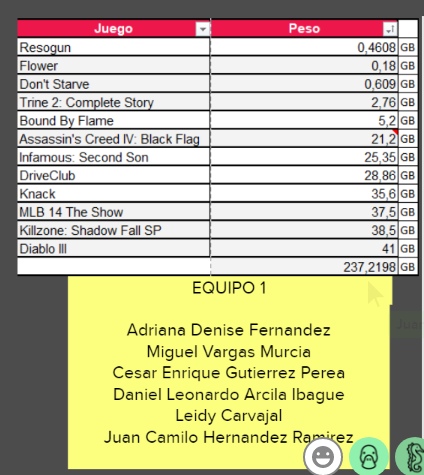 Juego Peso
Resogun 0,4608 GB
Flower 0,18 GB
Don't Starve 0,609 GB
Trine 2: Complete Story 2,76 GB
Bound By Flame 5,2 GB
Assassin's Creed IV: Black Flag 21,2 GB
Infamous: Second Son 25,35 GB
DriveClub 28,86 GB
Knack 35,6 GB
MLB 14 The Show 37,5 GB
Killzone: Shadow Fall SP 38,5 GB
Diablo III 41 GB
237,2198 GB
EQUIPO 1
Adriana Denise Fernandez
Miguel Vargas Murcia
Cesar Enrique Gutierrez Perea
Daniel Leonardo Arcila Ibague
Leidy Carvajal
Juan Camilo Hernandez Ramirez